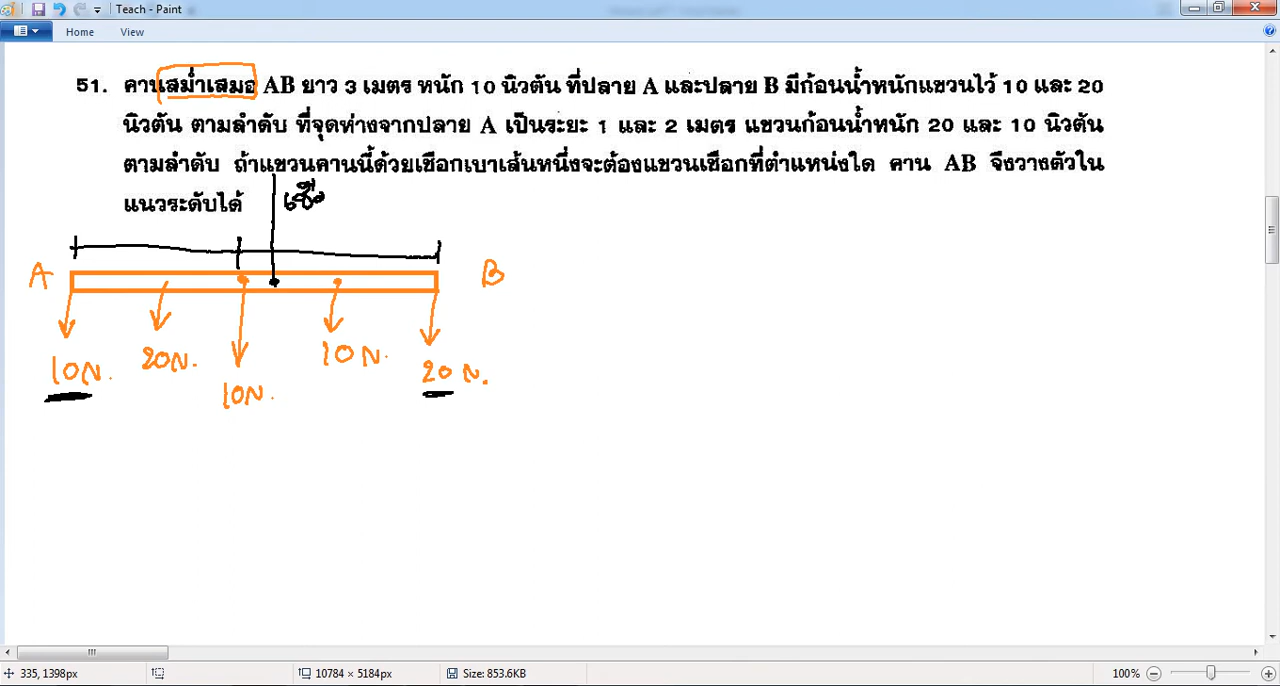 Teach - Paint
Home View
51. คานสม่ำเสมอ AB ยาว 3 เมตร หนัก 10 นิวตัน ที่ปลาย A และปลาย B มีก้อนน้ำหนักแขวนไว้ 10 และ 20
นิวตัน ตามลำดับ ที่จุดห่างจากปลาย A เป็นระยะ 1 และ 2 เมตร แขวนก้อนน้ำหนัก 20 และ 10 นิวตัน
ตามลำดับ ถ้าแขวนคานนี้ด้วยเชือกเบาเส้นหนึ่งจะต้องแขวนเชือกที่ตำแหน่งใด คาน AB จึงวางตัวใน
แนวระดับได้
A B
10N. 20N. 10N. 10N. 20N.
335, 1398px 10784 × 5184px Size: 853.6KB 100%